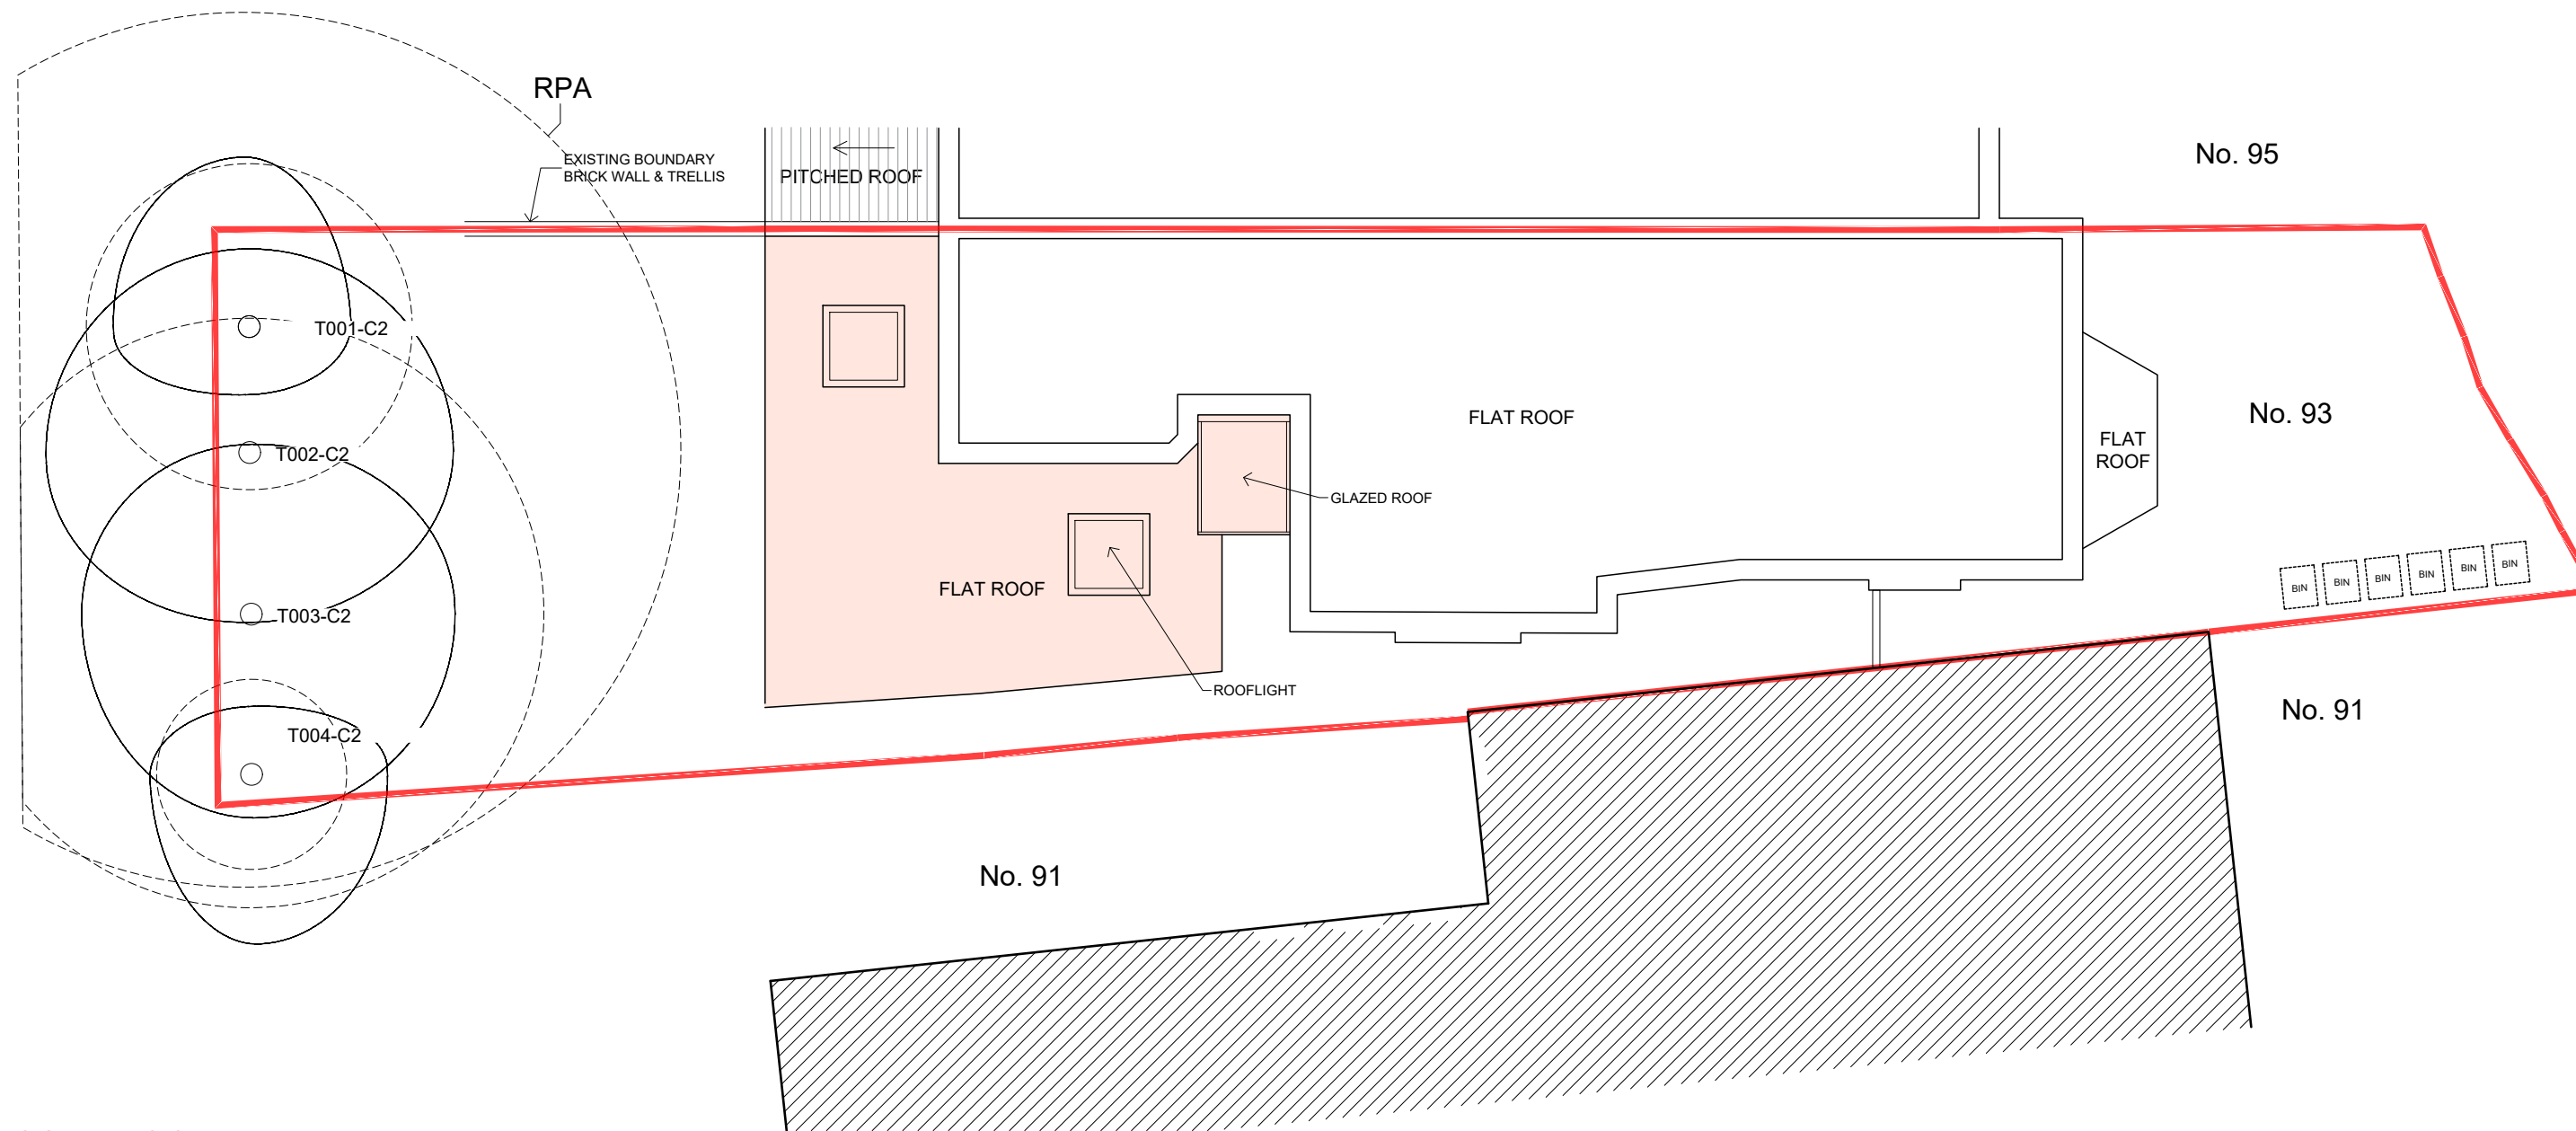 RPA
EXISTING BOUNDARY
BRICK WALL & TRELLIS
PITCHED ROOF
No. 95
T001-C2
T002-C2
T003-C2
T004-C2
FLAT ROOF
FLAT
ROOF
No. 93
GLAZED ROOF
FLAT ROOF
ROOFLIGHT
BIN
BIN
BIN
BIN
BIN
BIN
No. 91
No. 91